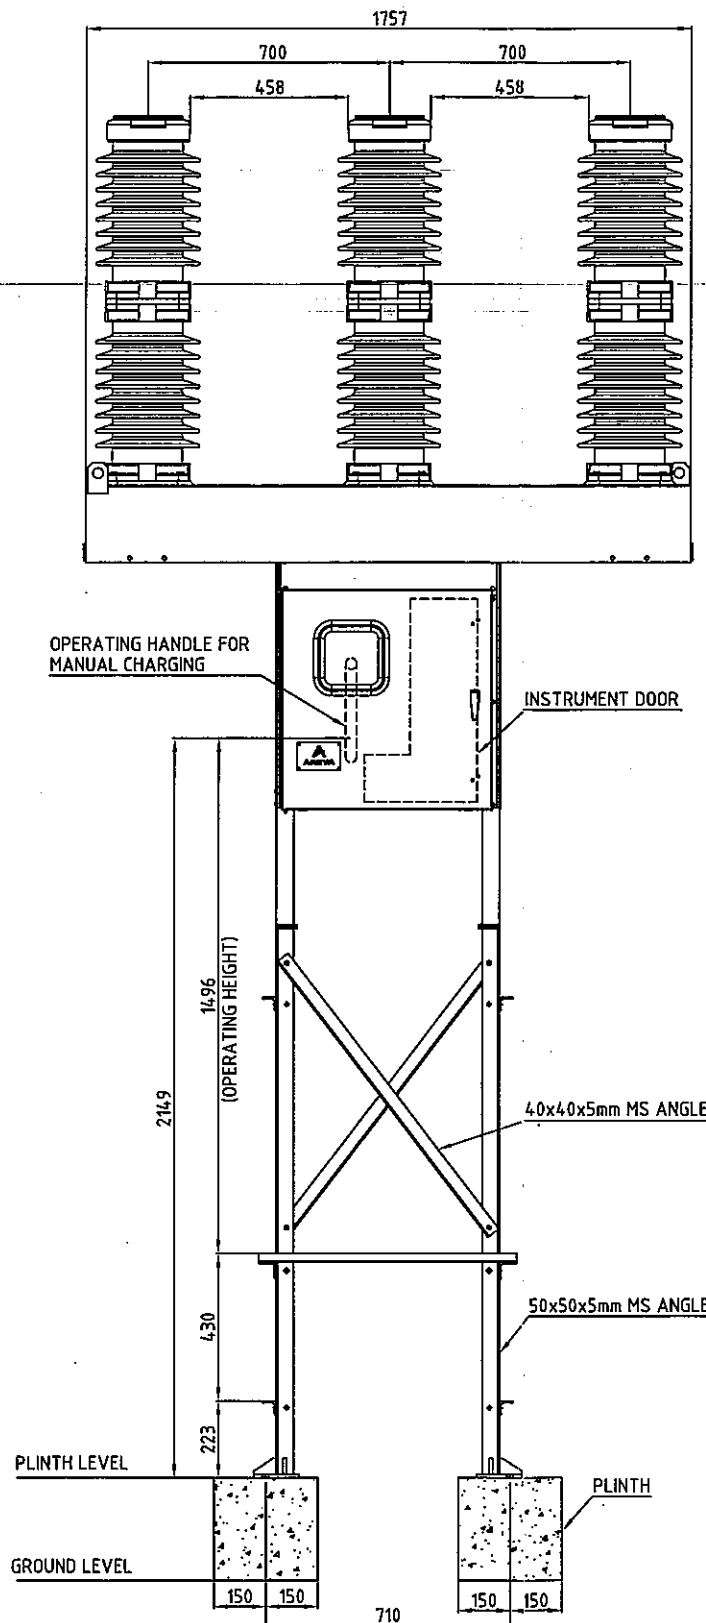 1757
700
700
458
458
OPERATING HANDLE FOR
MANUAL CHARGING
INSTRUMENT DOOR
AREVA
1496
(OPERATING HEIGHT)
2149
40x40x5mm MS ANGLE
430
50x50x5mm MS ANGLE
223
PLINTH LEVEL
PLINTH
GROUND LEVEL
150
150
150
150
710